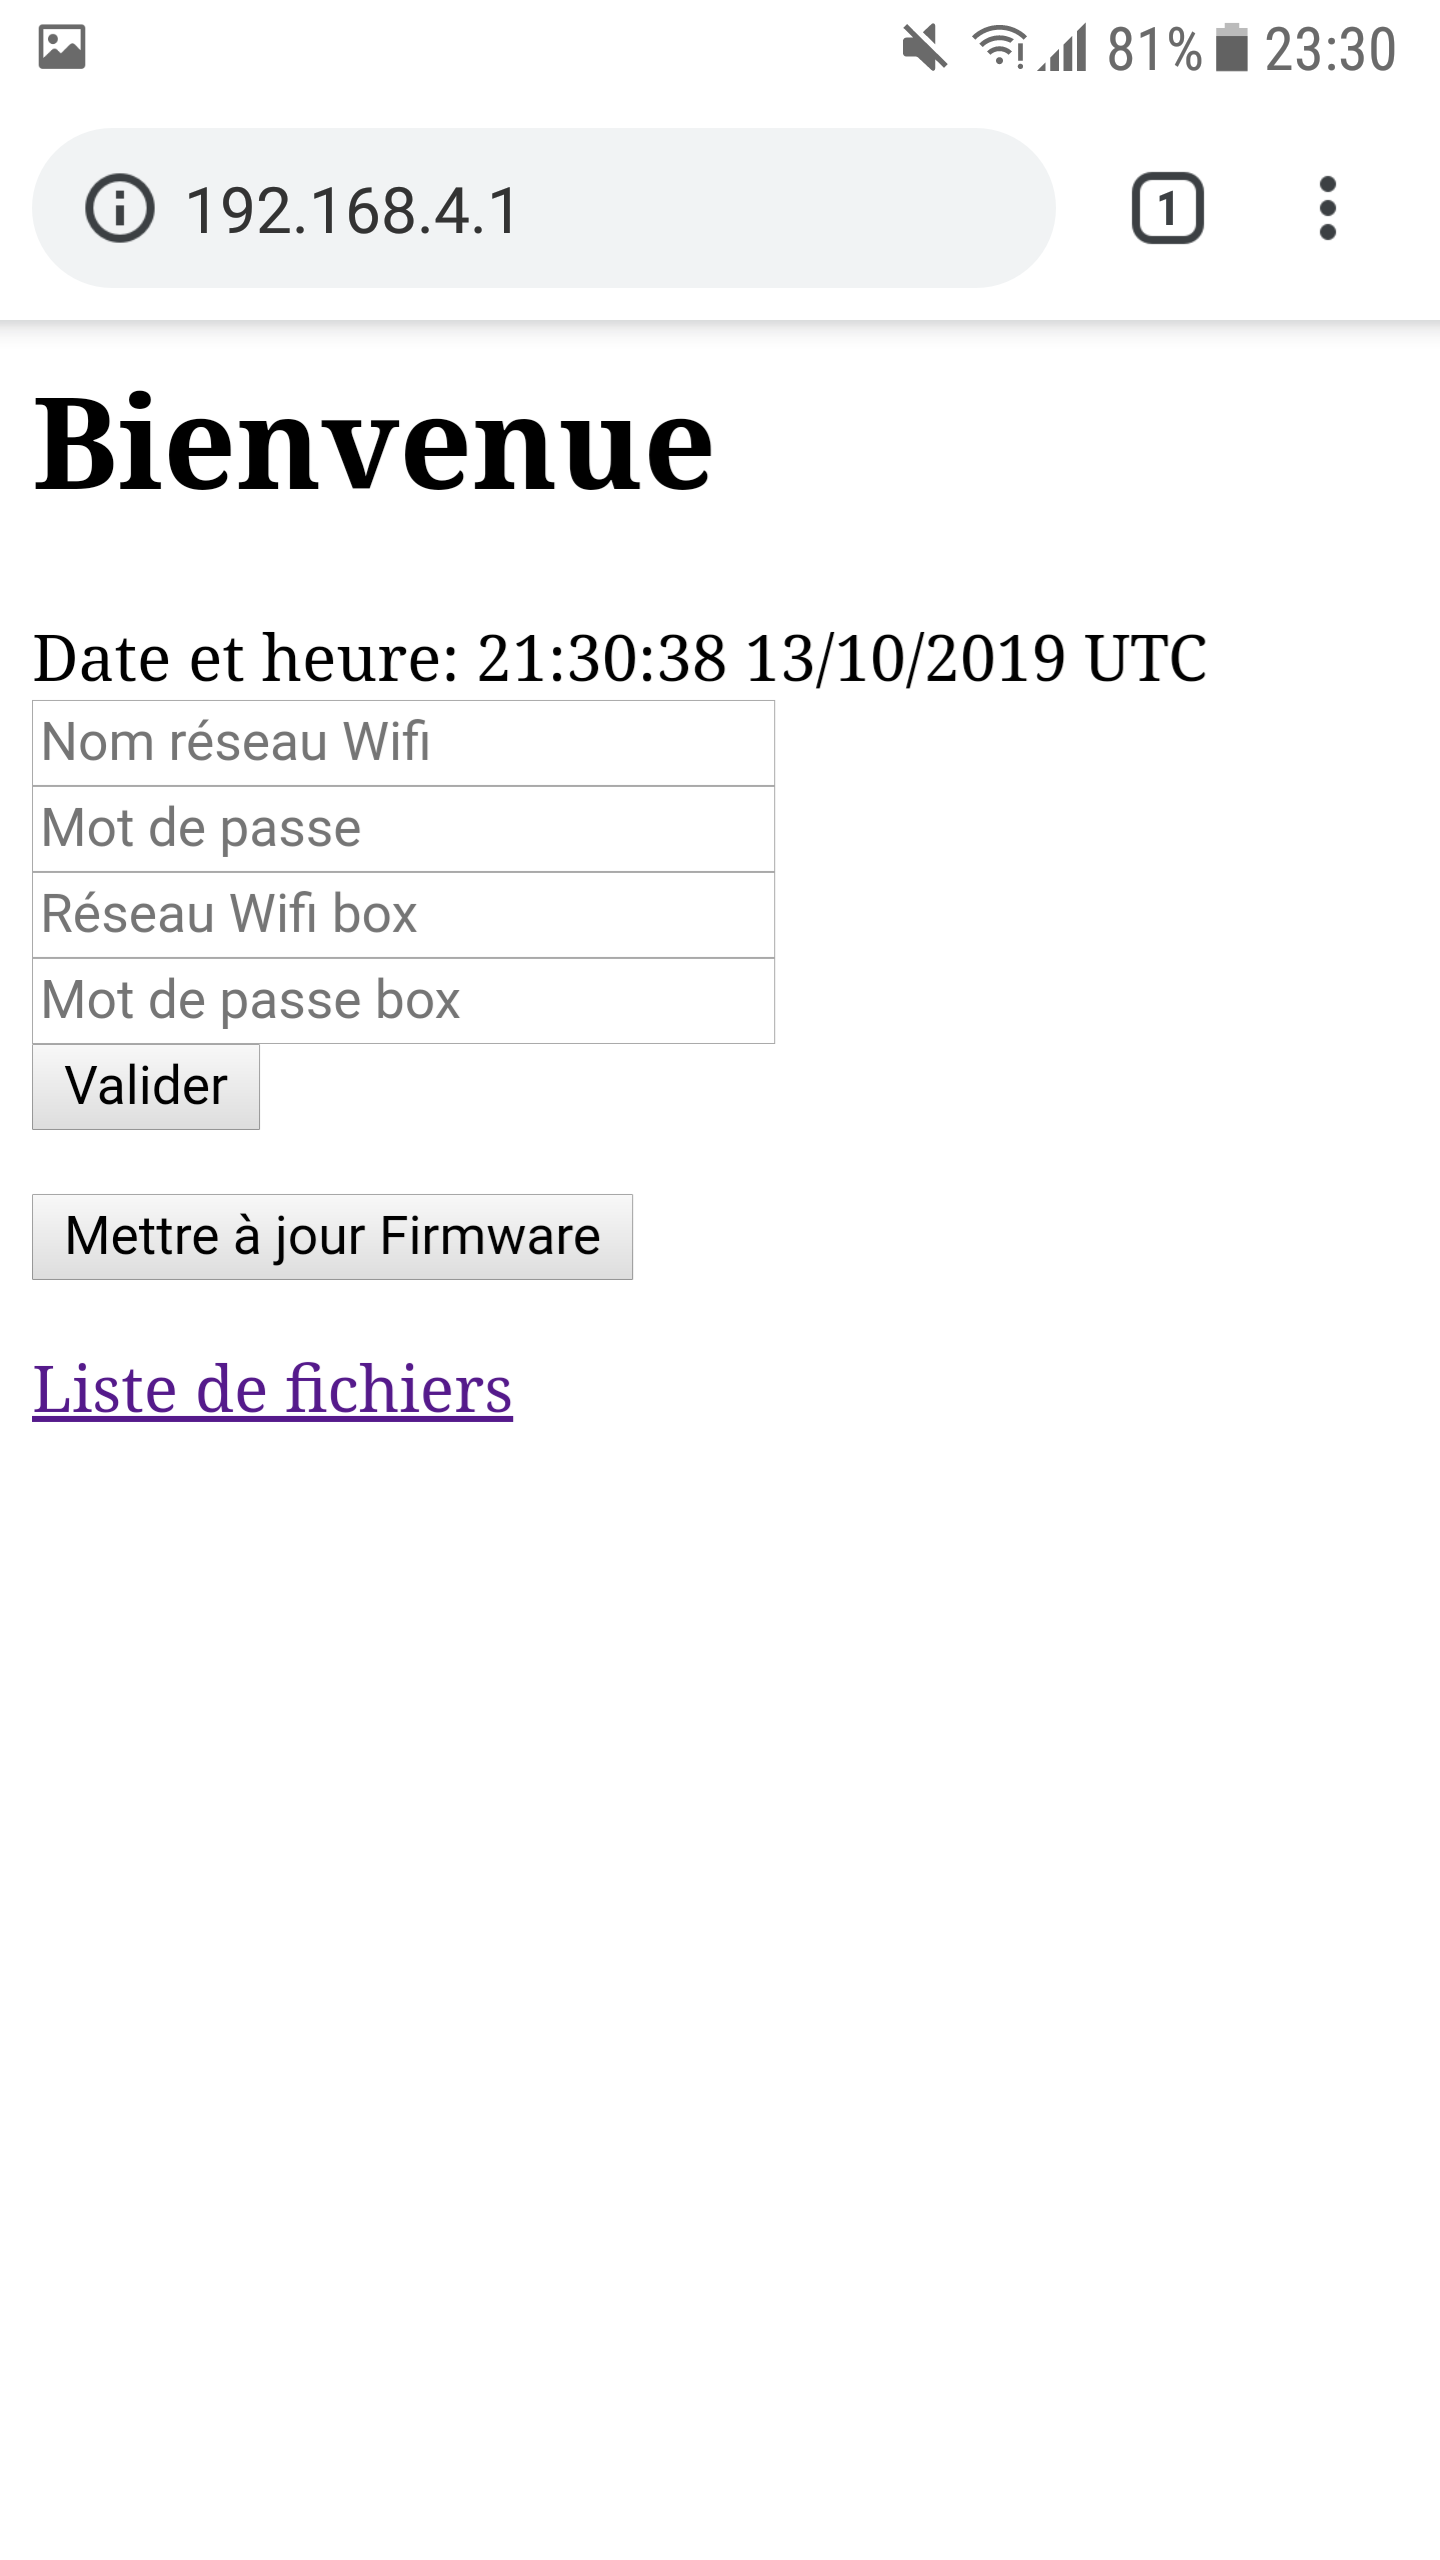 81% 23:30
192.168.4.1 1
Bienvenue
Date et heure: 21:30:38 13/10/2019 UTC
Nom réseau Wifi
Mot de passe
Réseau Wifi box
Mot de passe box
Valider
Mettre à jour Firmware
Liste de fichiers